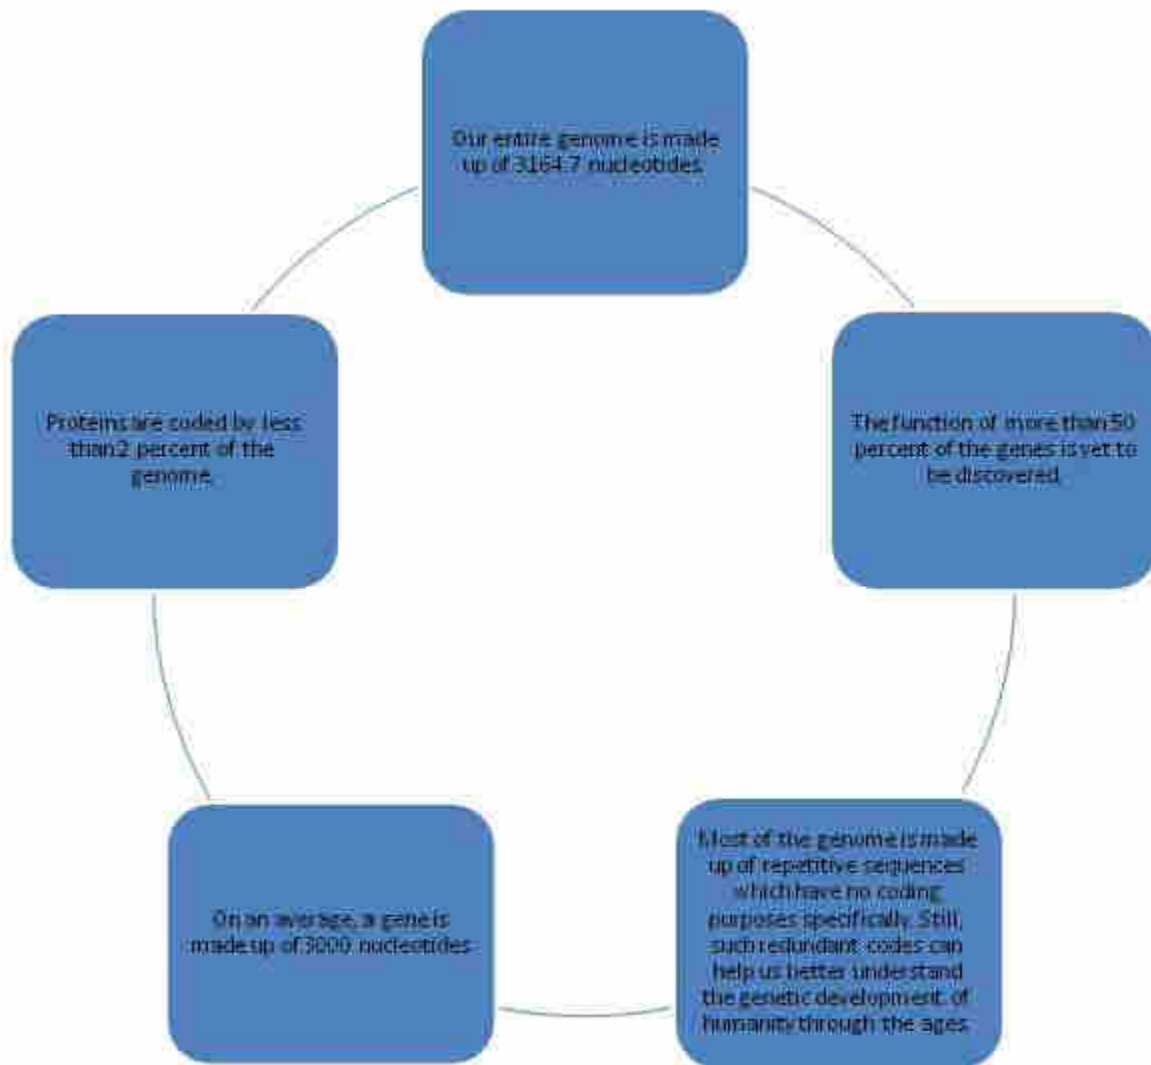 Our entire genome is made
up of 3164.7 nucleotides.
The function of more than 50
percent of the genes is yet to
be discovered.
Most of the genome is made
up of repetitive sequences
which have no coding
purposes specifically. Still,
such redundant codes can
help us better understand
the genetic development of
humanity through the ages.
On an average, a gene is
made up of 3000 nucleotides
Proteins are coded by less
than 2 percent of the
genome.